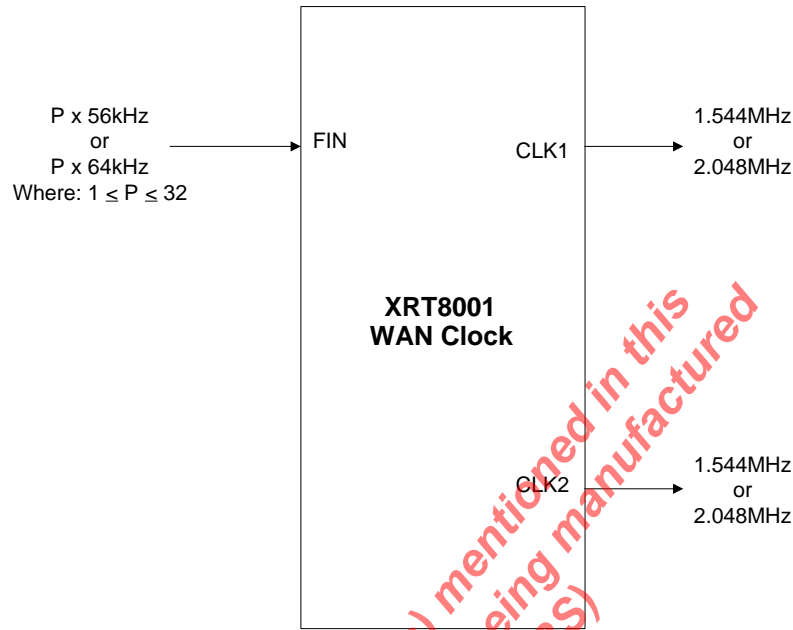 P x 56kHz
or
P x 64kHz
Where: 1 ≤ P ≤ 32
FIN
CLK1
1.544MHz
or
2.048MHz
XRT8001
WAN Clock
CLK2
1.544MHz
or
2.048MHz
) mentioned in this
eing manufactured
S)